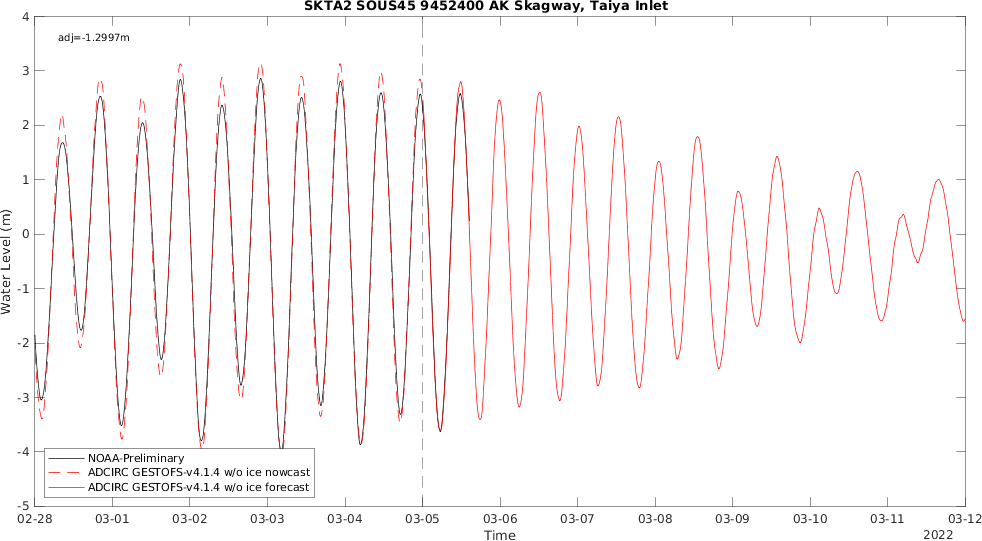 SKTA2 SOUS45 9452400 AK Skagway, Taiya Inlet
adj=-1.2997m
4
3
2
1
0
-1
-2
-3
-4
-5
Water Level (m)
NOAA-Preliminary
ADCIRC GESTOFS-v4.1.4 w/o ice nowcast
ADCIRC GESTOFS-v4.1.4 w/o ice forecast
02-28 03-01 03-02 03-03 03-04 03-05 03-06 03-07 03-08 03-09 03-10 03-11 03-12
Time
2022